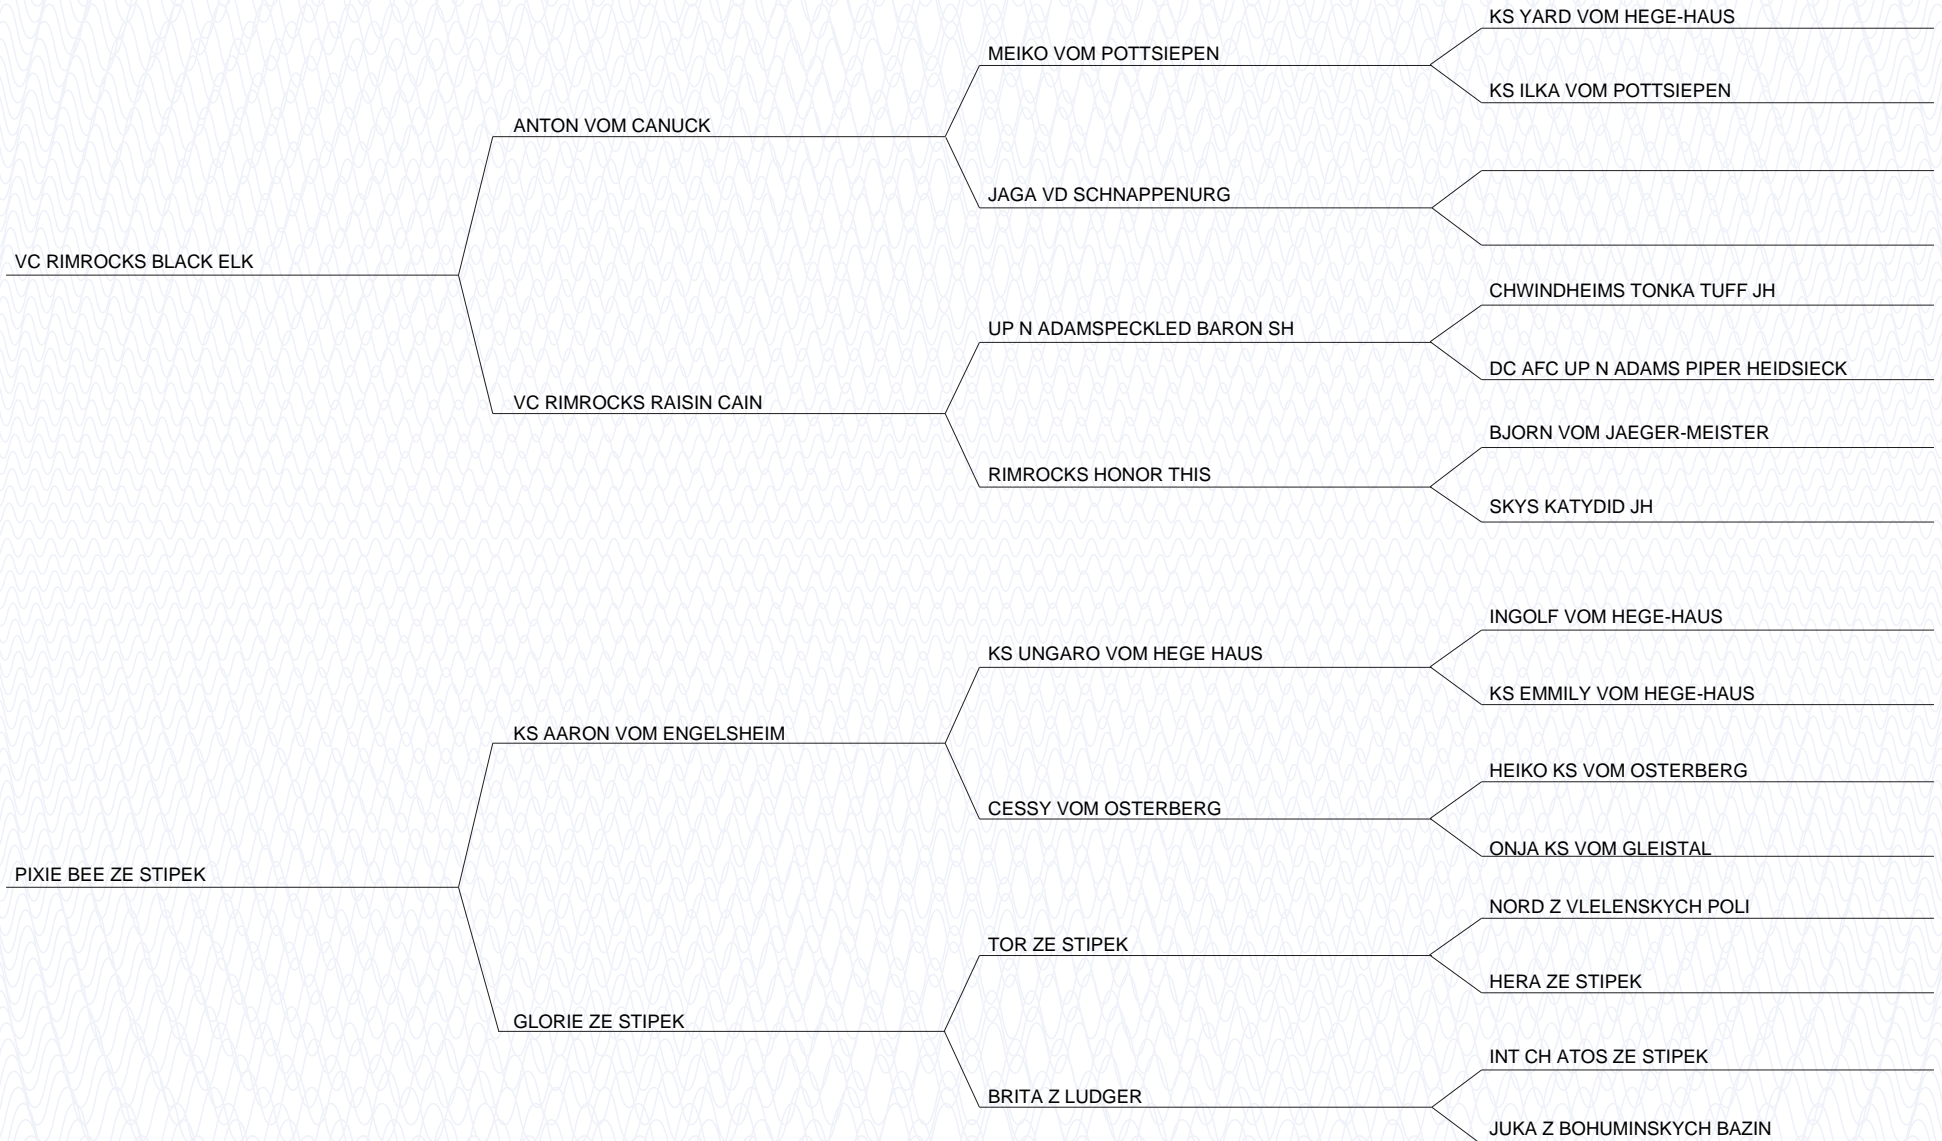 KS YARD VOM HEGE-HAUS
MEIKO VOM POTTSIEPEN
KS ILKA VOM POTTSIEPEN
ANTON VOM CANUCK
JAGA VD SCHNAPPENURG
VC RIMROCKS BLACK ELK
CHWINDHEIMS TONKA TUFF JH
UP N ADAMSPECKLED BARON SH
DC AFC UP N ADAMS PIPER HEIDSIECK
VC RIMROCKS RAISIN CAIN
BJORN VOM JAEGER-MEISTER
RIMROCKS HONOR THIS
SKYS KATYDID JH
INGOLF VOM HEGE-HAUS
KS UNGARO VOM HEGE HAUS
KS EMMILY VOM HEGE-HAUS
KS AARON VOM ENGELSHEIM
HEIKO KS VOM OSTERBERG
CESSY VOM OSTERBERG
ONJA KS VOM GLEISTAL
PIXIE BEE ZE STIPEK
NORD Z VLELENSKYCH POLI
TOR ZE STIPEK
HERA ZE STIPEK
GLORIE ZE STIPEK
INT CH ATOS ZE STIPEK
BRITA Z LUDGER
JUKA Z BOHUMINSKYCH BAZIN